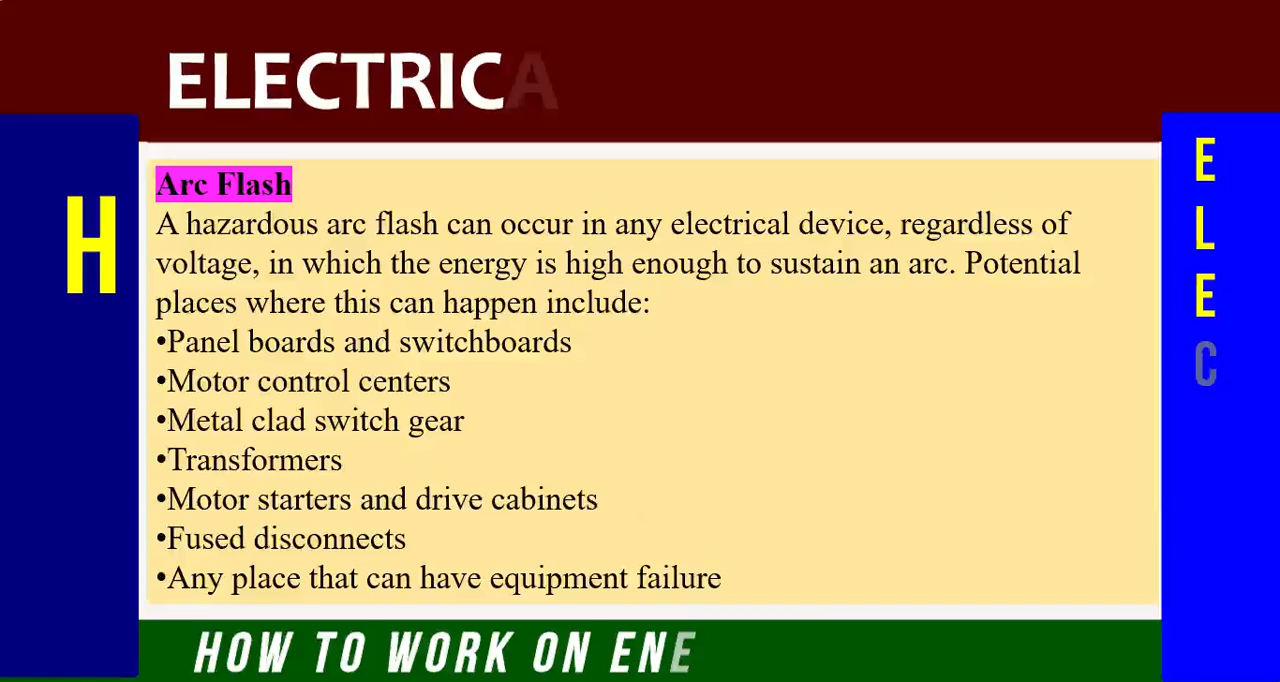 ELECTRICA
H
Arc Flash
A hazardous arc flash can occur in any electrical device, regardless of
voltage, in which the energy is high enough to sustain an arc. Potential
places where this can happen include:
•Panel boards and switchboards
•Motor control centers
•Metal clad switch gear
•Transformers
•Motor starters and drive cabinets
•Fused disconnects
•Any place that can have equipment failure
E
L
E
C
HOW TO WORK ON ENE